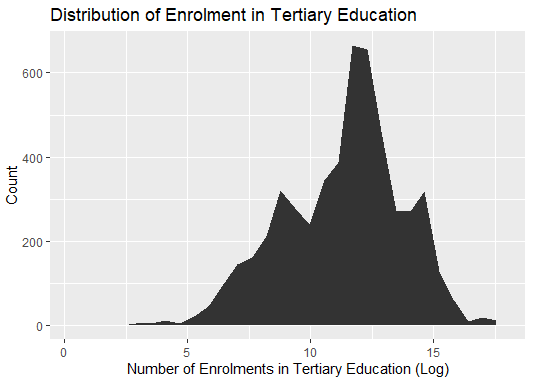 Distribution of Enrolment in Tertiary Education
Count
600
400
200
0
0 5 10 15
Number of Enrolments in Tertiary Education (Log)